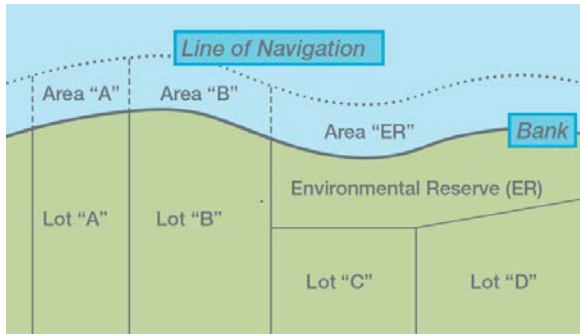 Line of Navigation
Area “A”
Area “B”
Area “ER”
Bank
Environmental Reserve (ER)
Lot “A”
Lot “B”
Lot “C”
Lot “D”